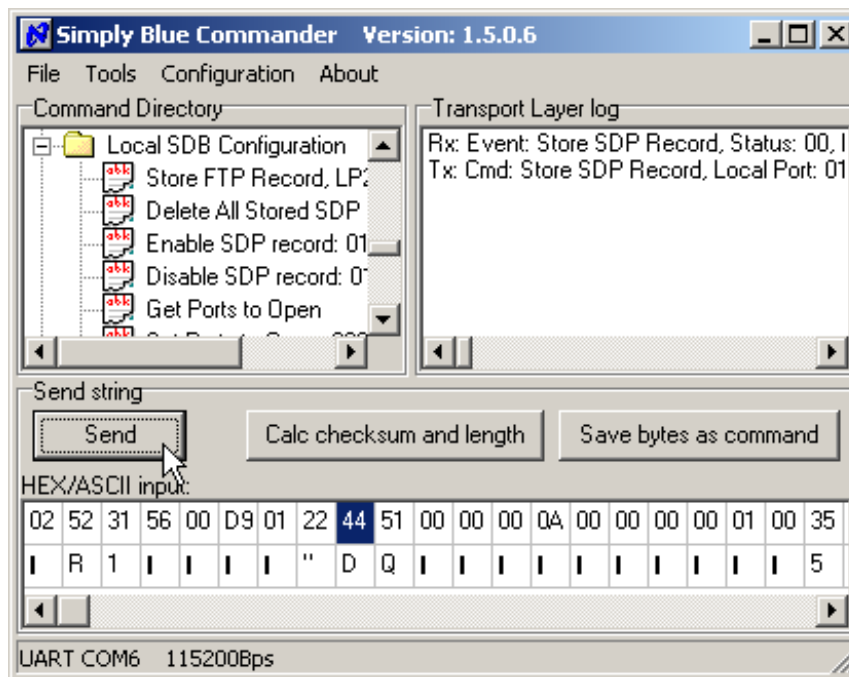 Simply Blue Commander Version: 1.5.0.6
File Tools Configuration About
Command Directory
Local SDB Configuration
Store FTP Record, LP2
Delete All Stored SDP
Enable SDP record: 01
Disable SDP record: 0
Get Ports to Open
Transport Layer log
Rx: Event: Store SDP Record, Status: 00, I
Tx: Cmd: Store SDP Record, Local Port: 01
Send string
Send Calc checksum and length Save bytes as command
HEX/ASCII input:
02 52 31 56 00 D9 01 22 44 51 00 00 00 0A 00 00 00 00 01 00 35
R 1 " D Q 5
UART COM6 115200Bps